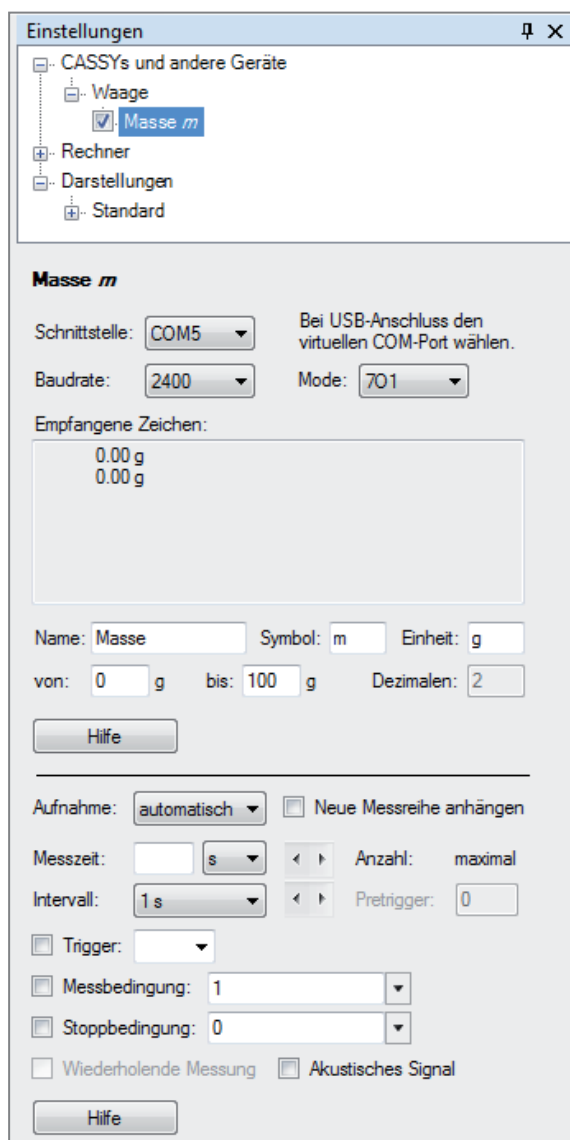 Einstellungen
CASSYs und andere Geräte
Waage
Masse m
Rechner
Darstellungen
Standard
Masse m
Schnittstelle: COM5 Bei USB-Anschluss den
virtuellen COM-Port wählen.
Baudrate: 2400 Mode: 7O1
Empfangene Zeichen:
0.00 g
0.00 g
Name: Masse Symbol: m Einheit: g
von: 0 g bis: 100 g Dezimalen: 2
Hilfe
Aufnahme: automatisch Neue Messreihe anhängen
Messzeit: s Anzahl: maximal
Intervall: 1 s Pretrigger: 0
Trigger:
Messbedingung: 1
Stoppbedingung: 0
Wiederholende Messung Akustisches Signal
Hilfe